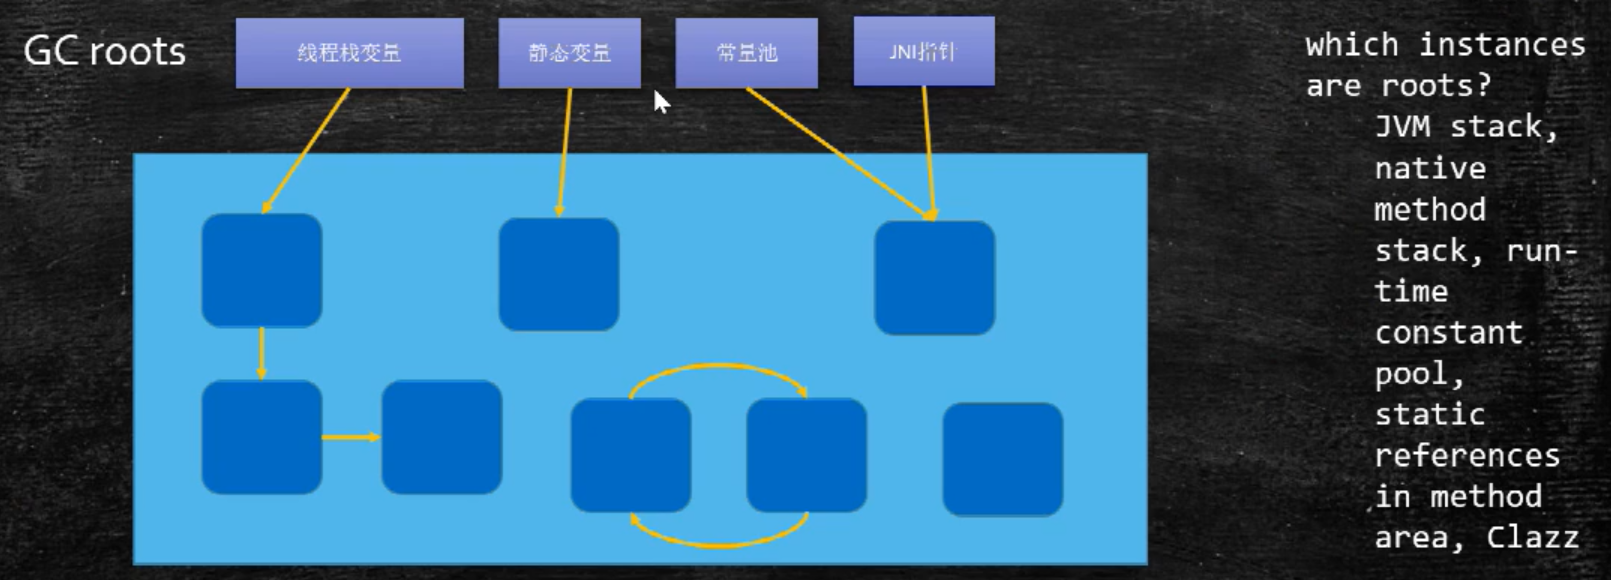 GC roots
线程栈变量
静态变量
常量池
JNI指针
which instances
are roots?
JVM stack,
native
method
stack, run-
time
constant
pool,
static
references
in method
area, Clazz